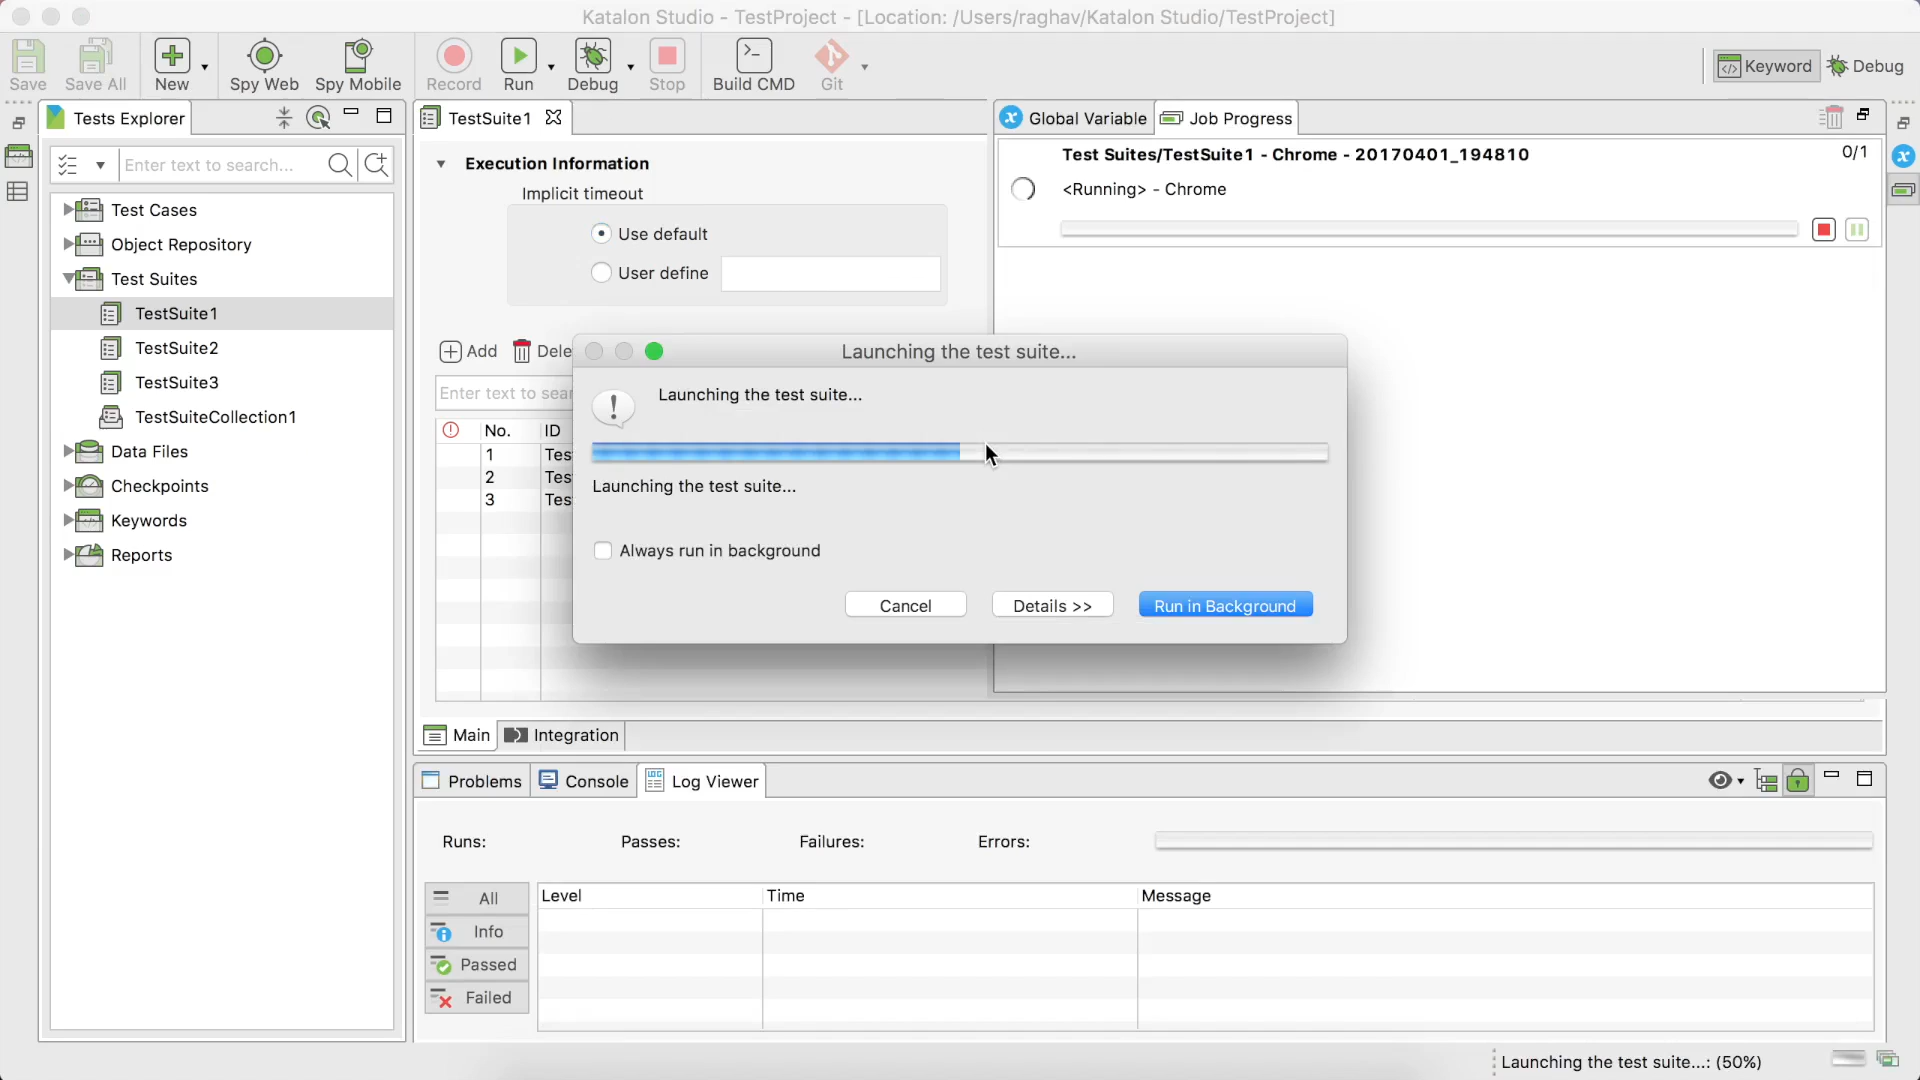 Katalon Studio - TestProject - [Location: /Users/raghav/Katalon Studio/TestProject]
Save
Save All
New
Spy Web
Spy Mobile
Record
Run
Debug
Stop
Build CMD
Git
Keyword
Debug
Tests Explorer
Enter text to search...
Test Cases
Object Repository
Test Suites
TestSuite1
TestSuite2
TestSuite3
TestSuiteCollection1
Data Files
Checkpoints
Keywords
Reports
TestSuite1
Execution Information
Implicit timeout
Use default
User define
Add
Dele
Enter text to sear
No.
ID
1
Tes
2
Tes
3
Tes
Global Variable
Job Progress
Test Suites/TestSuite1 - Chrome - 20170401_194810
0/1
<Running> - Chrome
Launching the test suite...
Launching the test suite...
Launching the test suite...
Always run in background
Cancel
Details >>
Run in Background
Main
Integration
Problems
Console
Log Viewer
Runs:
Passes:
Failures:
Errors:
All
Info
Passed
Failed
Level
Time
Message
Launching the test suite...: (50%)